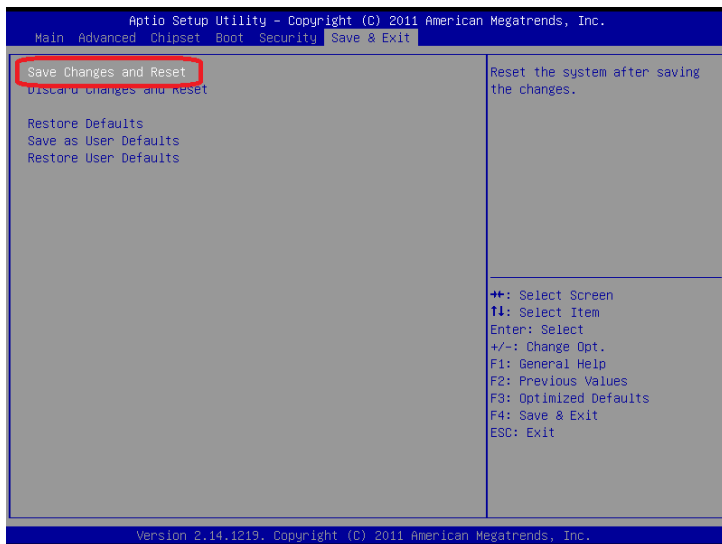 Aptio Setup Utility – Copyright (C) 2011 American Megatrends, Inc.
Main Advanced Chipset Boot Security Save & Exit
Save Changes and Reset
Discard Changes and Reset
Restore Defaults
Save as User Defaults
Restore User Defaults
Reset the system after saving
the changes.
→←: Select Screen
↑↓: Select Item
Enter: Select
+/-: Change Opt.
F1: General Help
F2: Previous Values
F3: Optimized Defaults
F4: Save & Exit
ESC: Exit
Version 2.14.1219. Copyright (C) 2011 American Megatrends, Inc.